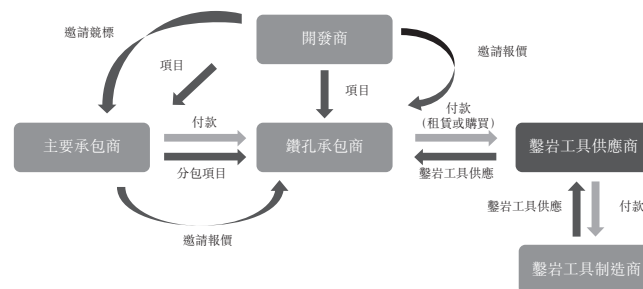 開發商
邀請競標
項目
項目
邀請報價
付款
付款
(租賃或購買)
主要承包商
鑽孔承包商
鑿岩工具供應商
分包項目
鑿岩工具供應
邀請報價
鑿岩工具供應
付款
鑿岩工具制造商